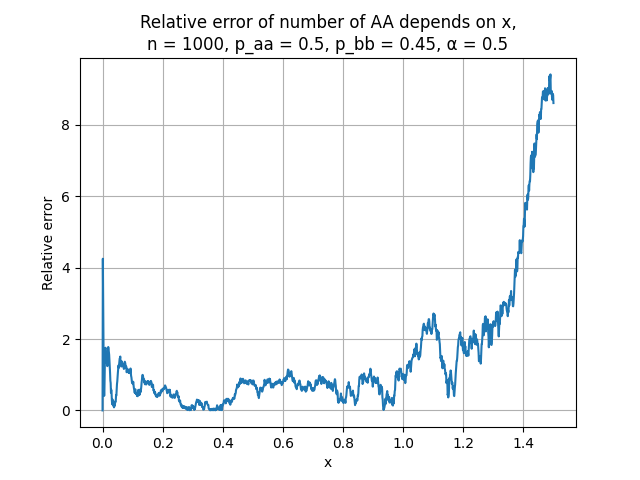 Relative error of number of AA depends on x,
n = 1000, p_aa = 0.5, p_bb = 0.45, α = 0.5
8
6
4
2
0
Relative error
0.0 0.2 0.4 0.6 0.8 1.0 1.2 1.4
x